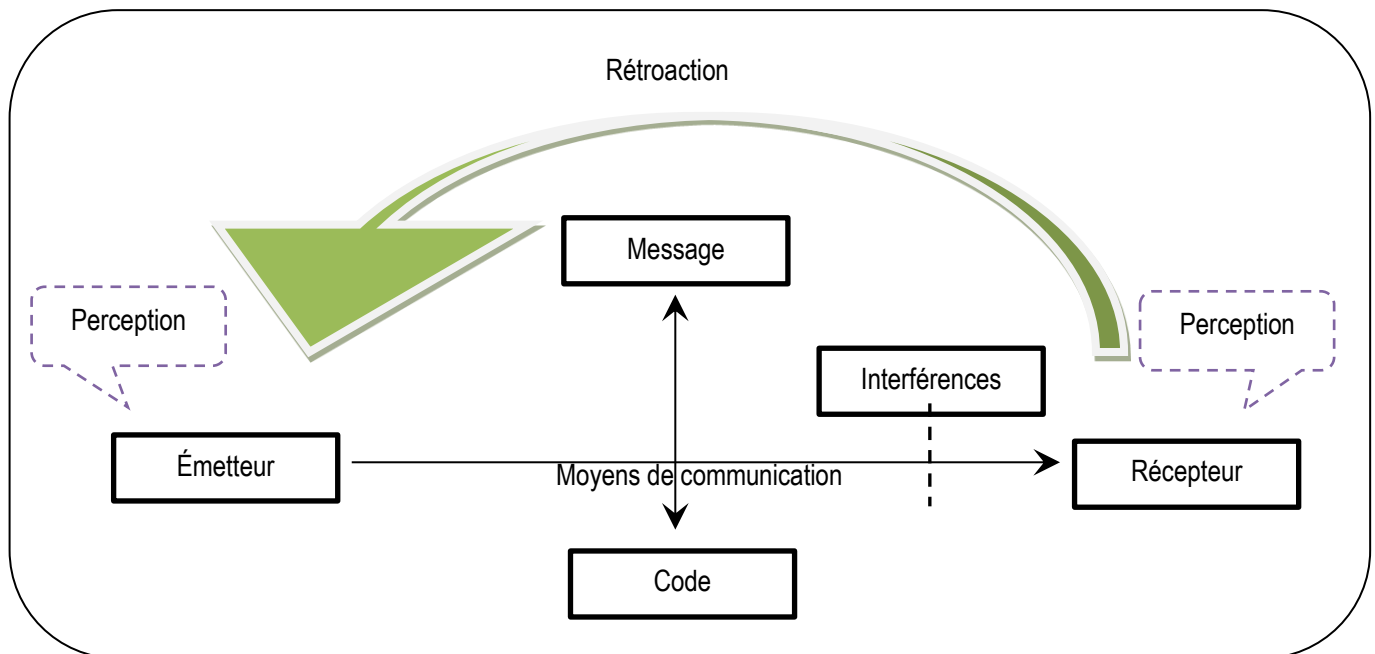 Rétroaction
Message
Perception
Perception
Interférences
Émetteur
Moyens de communication
Récepteur
Code